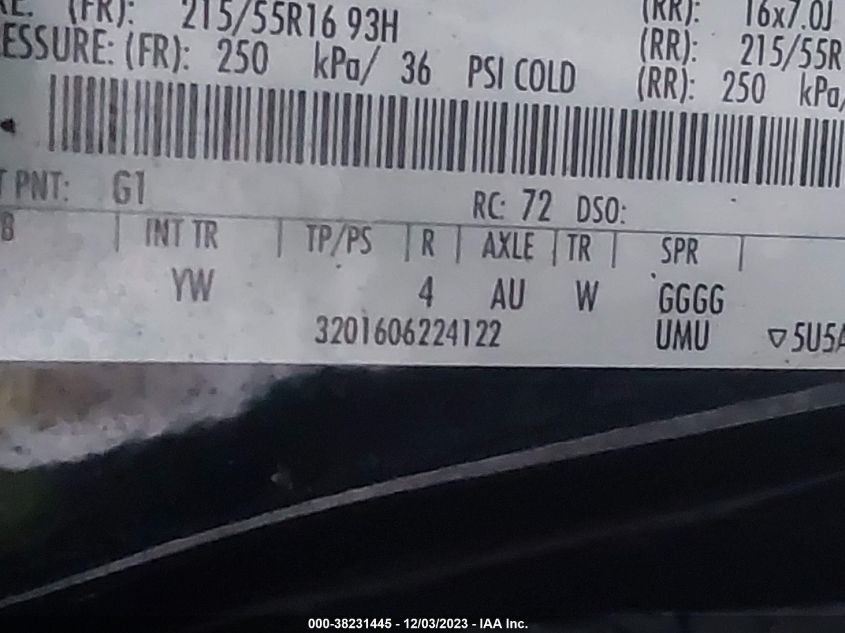 (FR): 215/55R16 93H (RR): 16x7.0J
ESSURE: (FR): 250 kPa/ 36 PSI COLD (RR): 215/55R
(RR): 250 kPa/
T PNT: G1 RC: 72 DSO:
B | INT TR | TP/PS | R | AXLE | TR | SPR |
YW 4 AU W GGGG
3201606224122 UMU ▽5U5A
000-38231445 - 12/03/2023 - IAA Inc.